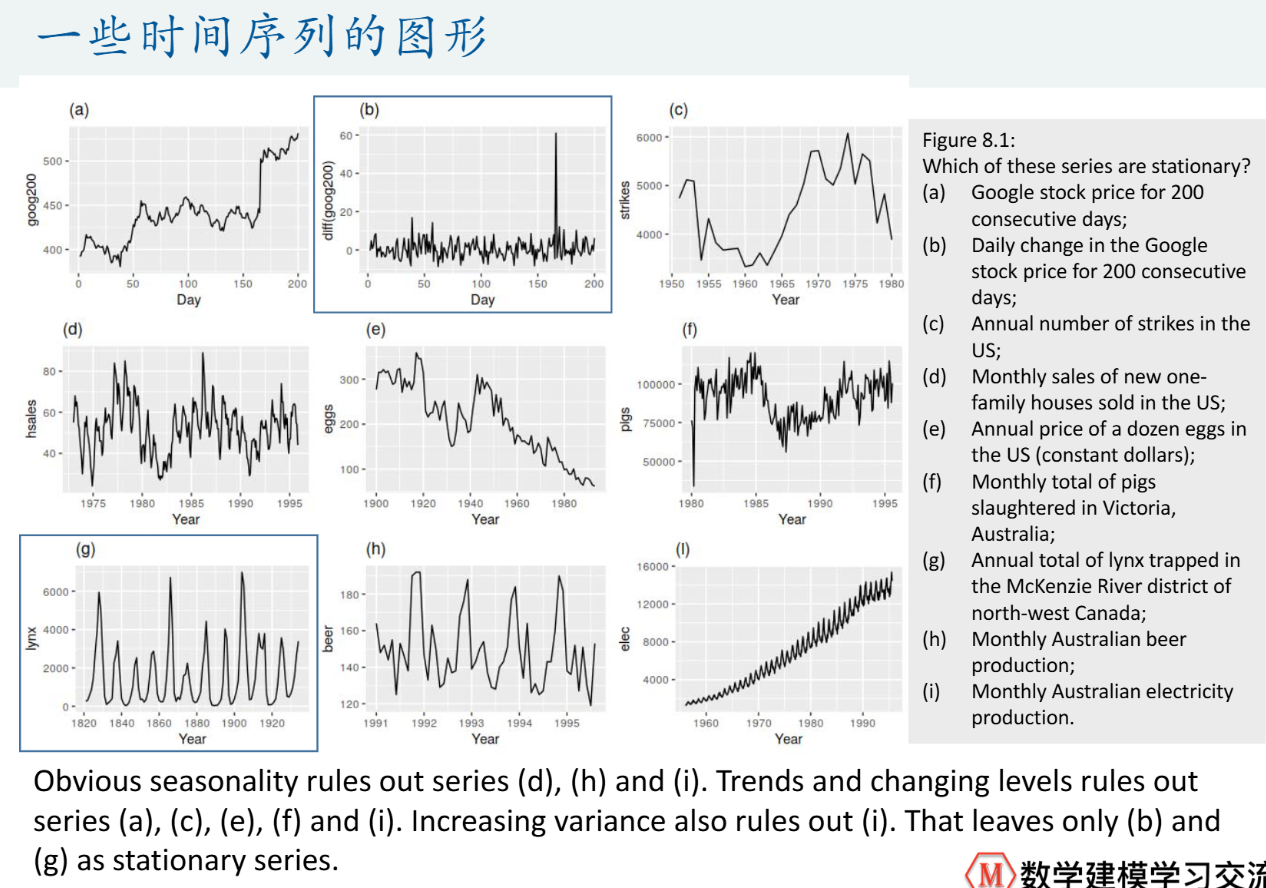 一些时间序列的图形
(a)
goog200
500
450
400
0 50 100 150 200
Day
(b)
diff(goog200)
60
40
20
0
0 50 100 150 200
Day
(c)
strikes
6000
5000
4000
1950 1955 1960 1965 1970 1975 1980
Year
(d)
hsales
80
60
40
1975 1980 1985 1990 1995
Year
(e)
eggs
300
200
100
1900 1920 1940 1960 1980
Year
(f)
pigs
100000
75000
50000
1980 1985 1990 1995
Year
(g)
lynx
6000
4000
2000
0
1820 1840 1860 1880 1900 1920
Year
(h)
beer
180
160
140
120
1991 1992 1993 1994 1995
Year
(I)
elec
16000
12000
8000
4000
1960 1970 1980 1990
Year
Figure 8.1:
Which of these series are stationary?
(a) Google stock price for 200
consecutive days;
(b) Daily change in the Google
stock price for 200 consecutive
days;
(c) Annual number of strikes in the
US;
(d) Monthly sales of new one-
family houses sold in the US;
(e) Annual price of a dozen eggs in
the US (constant dollars);
(f) Monthly total of pigs
slaughtered in Victoria,
Australia;
(g) Annual total of lynx trapped in
the McKenzie River district of
north-west Canada;
(h) Monthly Australian beer
production;
(i) Monthly Australian electricity
production.
Obvious seasonality rules out series (d), (h) and (i). Trends and changing levels rules out
series (a), (c), (e), (f) and (i). Increasing variance also rules out (i). That leaves only (b) and
(g) as stationary series.
M 数学建模学习交流